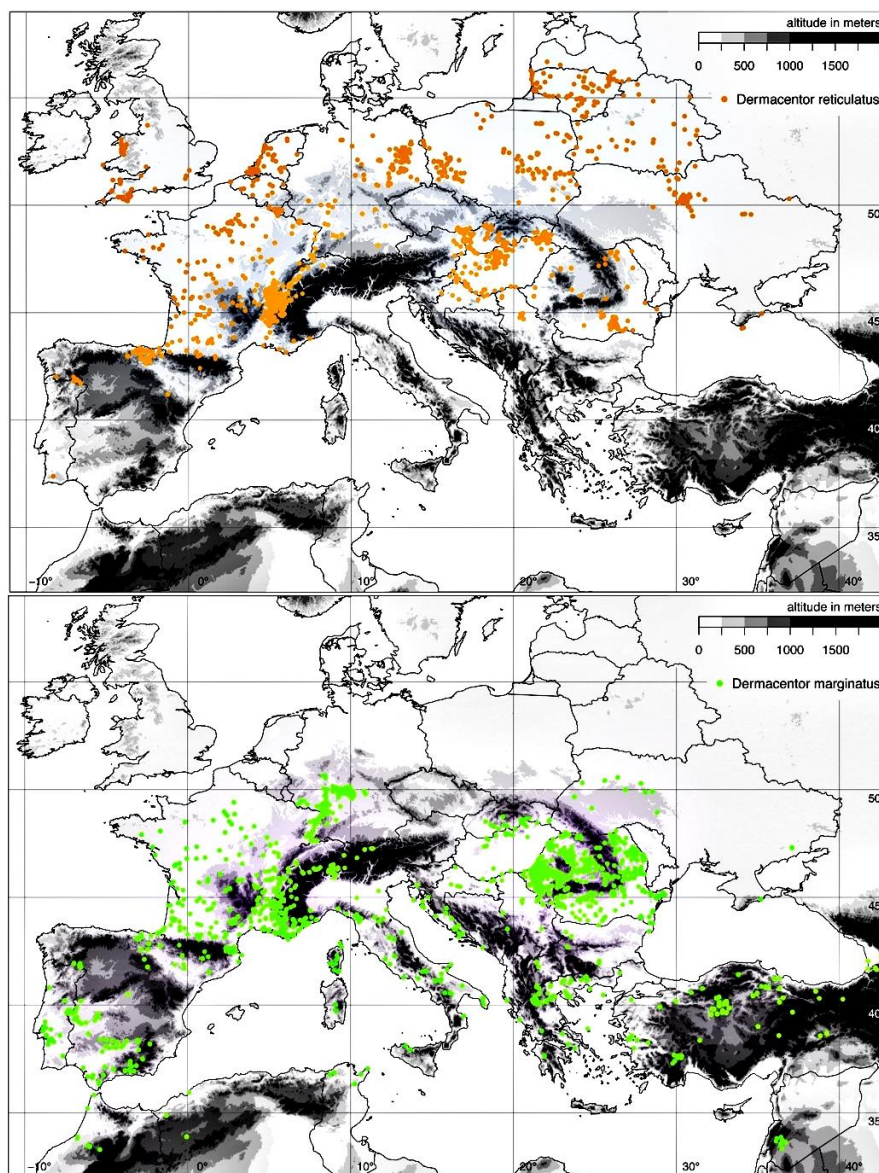 altitude in meters
0 500 1000 1500
Dermacentor reticulatus
50
45
40
35
-10° 0° 10° 20° 30° 40°
altitude in meters
0 500 1000 1500
Dermacentor marginatus
50
45
40
35
-10° 0° 10° 20° 30° 40°